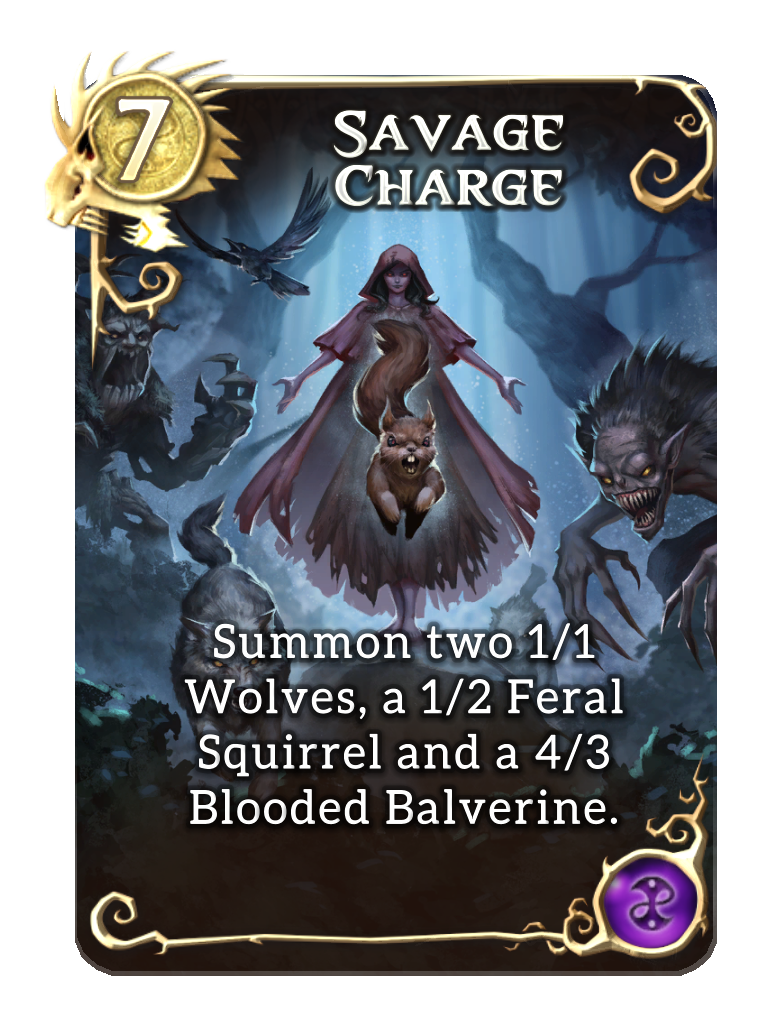 7
SAVAGE
CHARGE
Summon two 1/1
Wolves, a 1/2 Feral
Squirrel and a 4/3
Blooded Balverine.